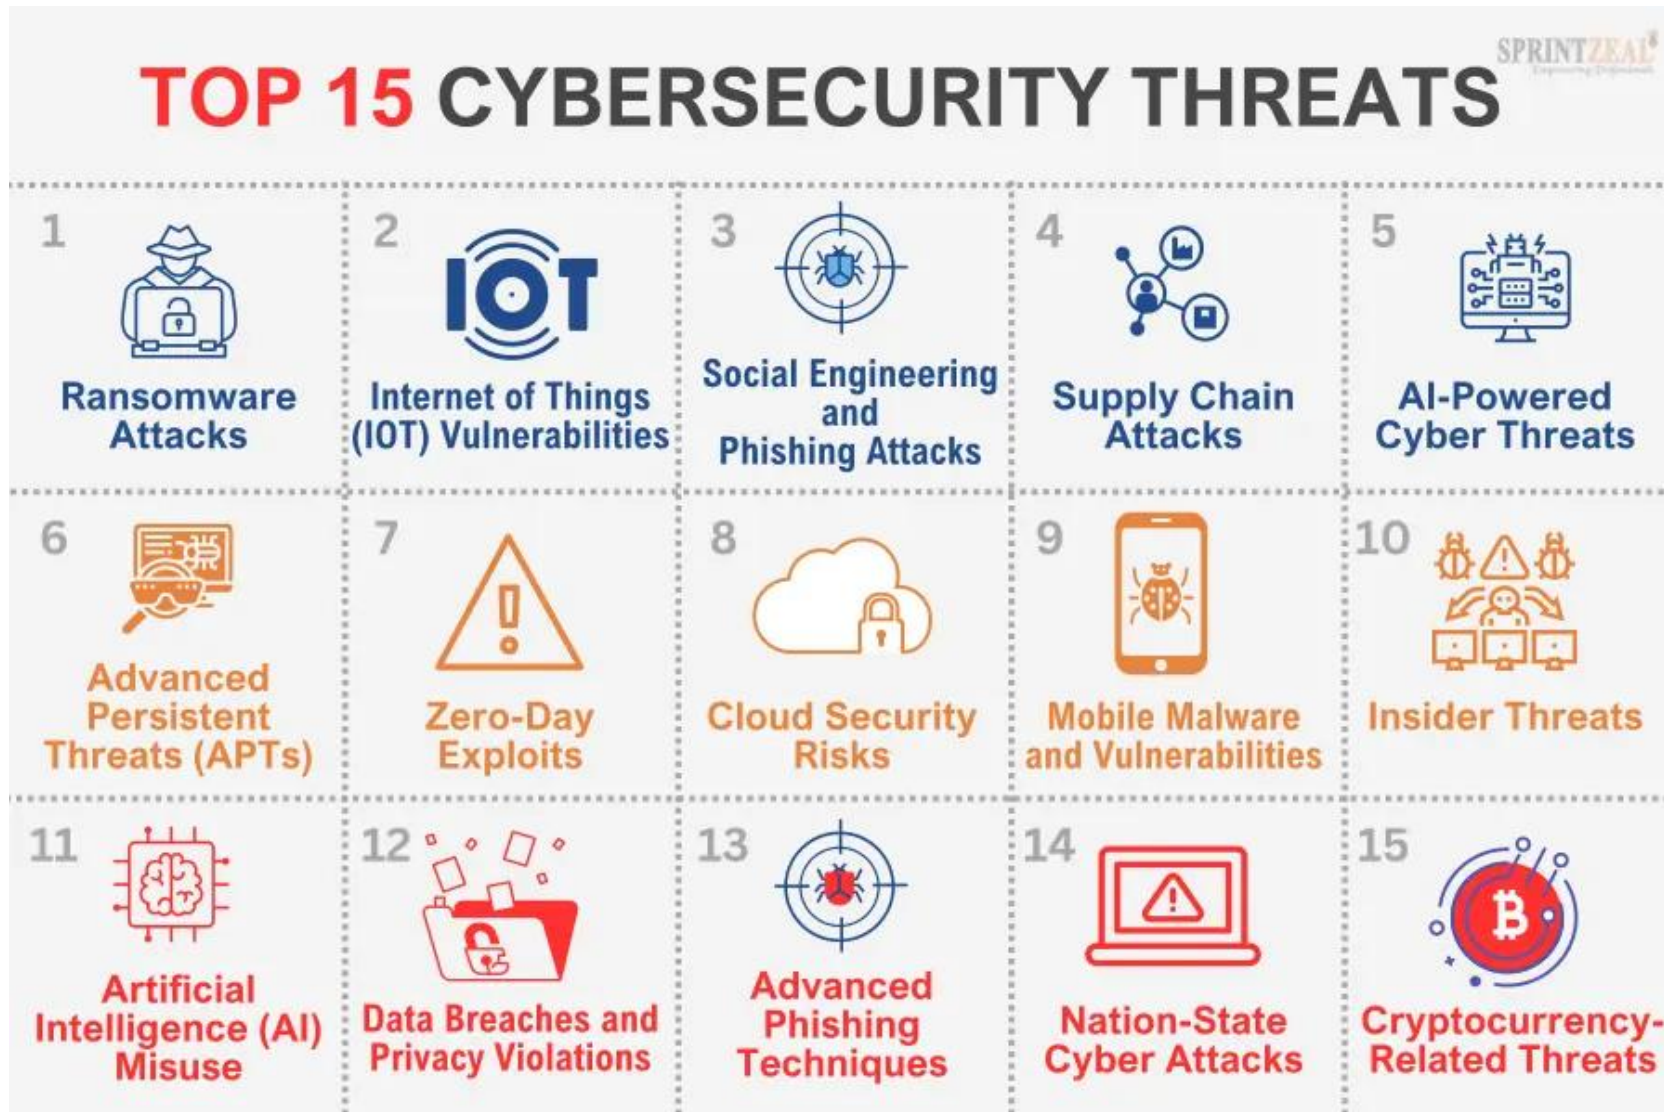 SPRINTZEAL
TOP 15 CYBERSECURITY THREATS
1
Ransomware
Attacks
2
IOT
Internet of Things
(IOT) Vulnerabilities
3
Social Engineering
and
Phishing Attacks
4
Supply Chain
Attacks
5
AI-Powered
Cyber Threats
6
Advanced
Persistent
Threats (APTs)
7
Zero-Day
Exploits
8
Cloud Security
Risks
9
Mobile Malware
and Vulnerabilities
10
Insider Threats
11
Artificial
Intelligence (AI)
Misuse
12
Data Breaches and
Privacy Violations
13
Advanced
Phishing
Techniques
14
Nation-State
Cyber Attacks
15
Cryptocurrency-
Related Threats